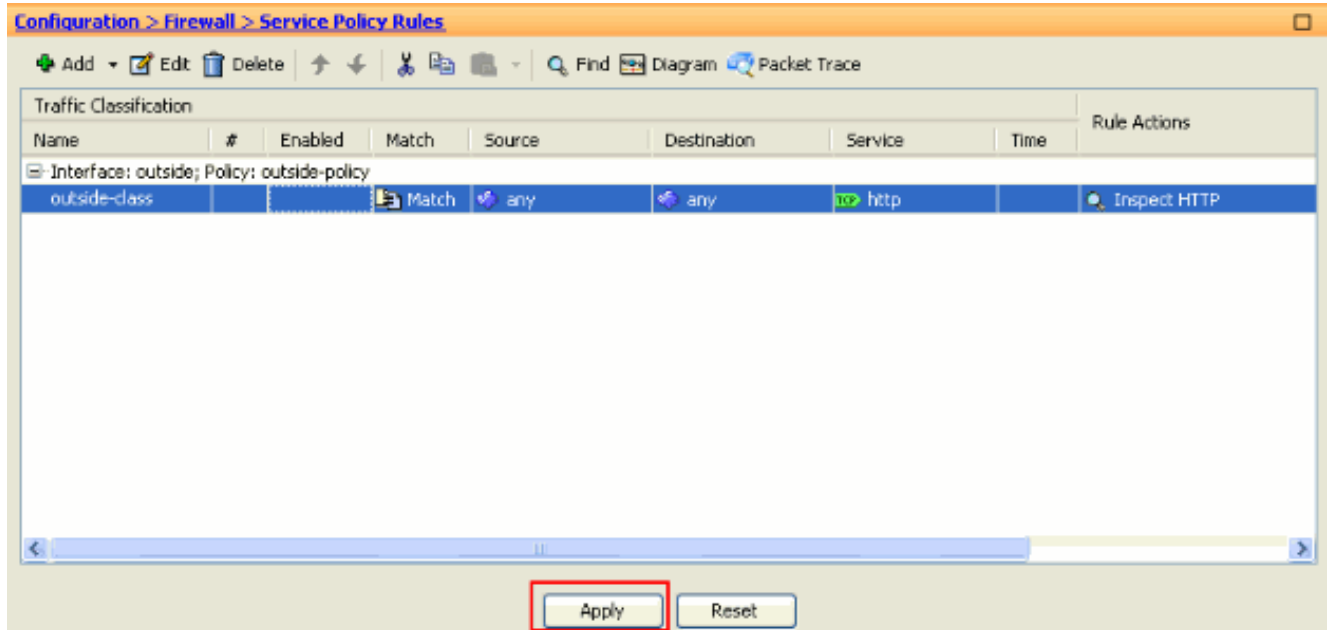 Configuration > Firewall > Service Policy Rules
Add Edit Delete Find Diagram Packet Trace
Traffic Classification
Rule Actions
Name # Enabled Match Source Destination Service Time
Interface: outside; Policy: outside-policy
outside-class Match any any TCP http Inspect HTTP
Apply Reset